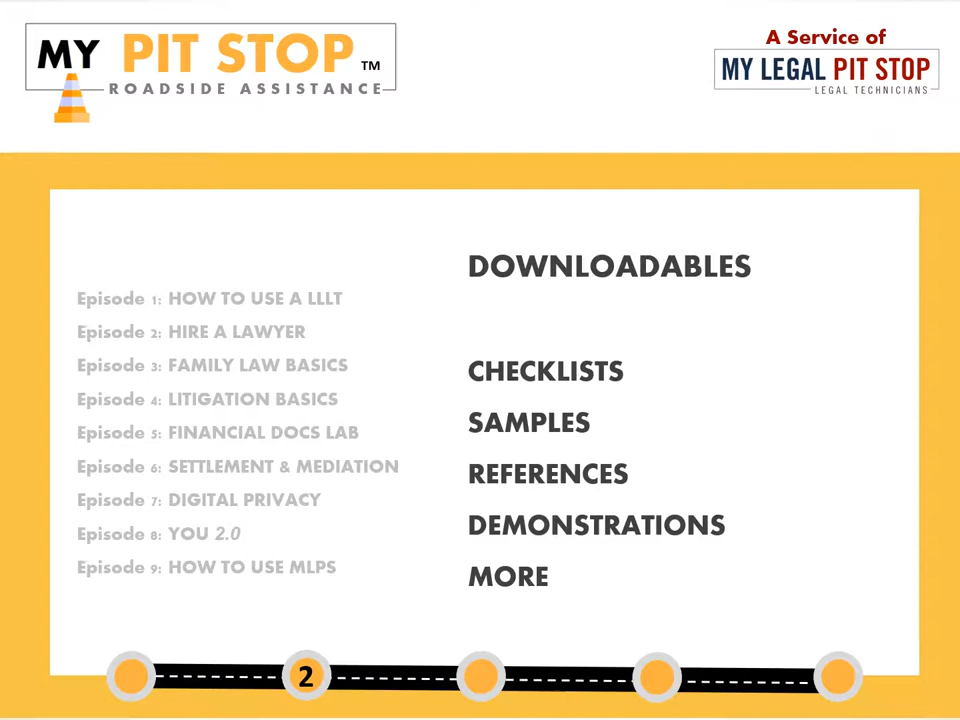 MY PIT STOP ™
ROADSIDE ASSISTANCE
A Service of
MY LEGAL PIT STOP
LEGAL TECHNICIANS
Episode 1: HOW TO USE A LLLT
Episode 2: HIRE A LAWYER
Episode 3: FAMILY LAW BASICS
Episode 4: LITIGATION BASICS
Episode 5: FINANCIAL DOCS LAB
Episode 6: SETTLEMENT & MEDIATION
Episode 7: DIGITAL PRIVACY
Episode 8: YOU 2.0
Episode 9: HOW TO USE MLPS
DOWNLOADABLES
CHECKLISTS
SAMPLES
REFERENCES
DEMONSTRATIONS
MORE
2